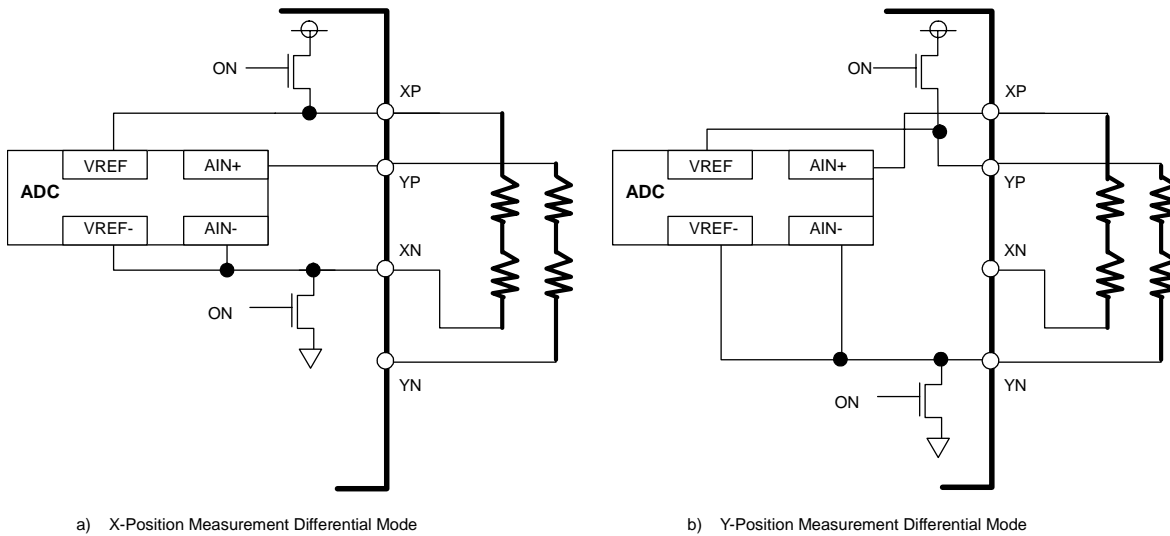 ON
XP
VREF
AIN+
ADC
YP
VREF-
AIN-
XN
ON
YN
a) X-Position Measurement Differential Mode
ON
XP
VREF
AIN+
ADC
YP
VREF-
AIN-
XN
ON
YN
b) Y-Position Measurement Differential Mode